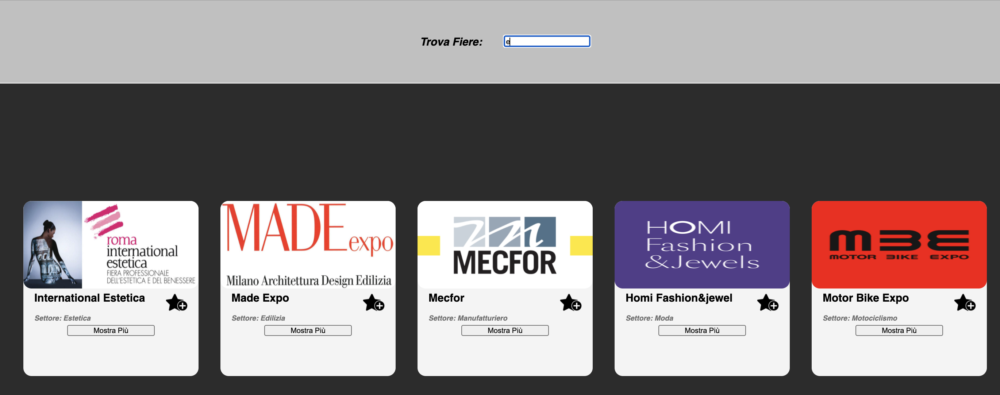 Trova Fiere:
e
roma
international
estetica
FIERA PROFESSIONALE
DELL'ESTETICA E DEL BENESSERE
International Estetica
Settore: Estetica
Mostra Più
MADE expo
Milano Architettura Design Edilizia
Made Expo
Settore: Edilizia
Mostra Più
MECFOR
Mecfor
Settore: Manufatturiero
Mostra Più
HOMI
Fashion
&Jewels
Homi Fashion&jewel
Settore: Moda
Mostra Più
MBE
MOTOR BIKE EXPO
Motor Bike Expo
Settore: Motociclismo
Mostra Più